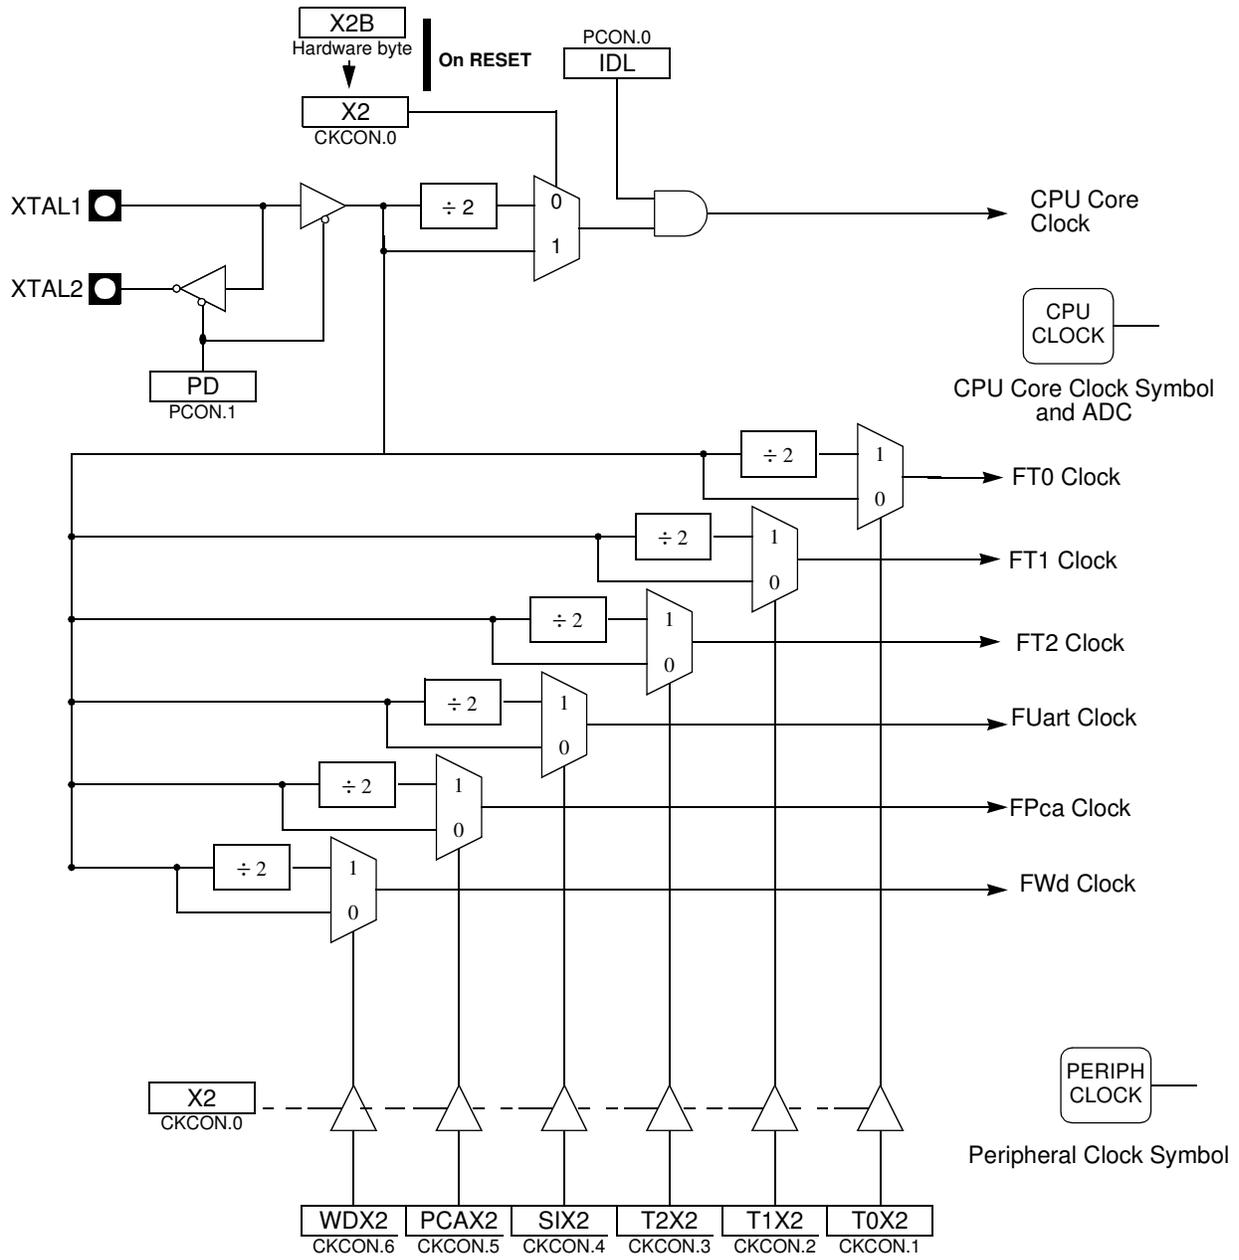 X2B
Hardware byte
On RESET
PCON.0
IDL
X2
CKCON.0
XTAL1
÷ 2
0
1
CPU Core
Clock
XTAL2
CPU
CLOCK
PD
PCON.1
CPU Core Clock Symbol
and ADC
÷ 2
1
0
FT0 Clock
÷ 2
1
0
FT1 Clock
÷ 2
1
0
FT2 Clock
÷ 2
1
0
FUart Clock
÷ 2
1
0
FPca Clock
÷ 2
1
0
FWd Clock
X2
CKCON.0
PERIPH
CLOCK
Peripheral Clock Symbol
WDX2 PCAX2 SIX2 T2X2 T1X2 T0X2
CKCON.6 CKCON.5 CKCON.4 CKCON.3 CKCON.2 CKCON.1